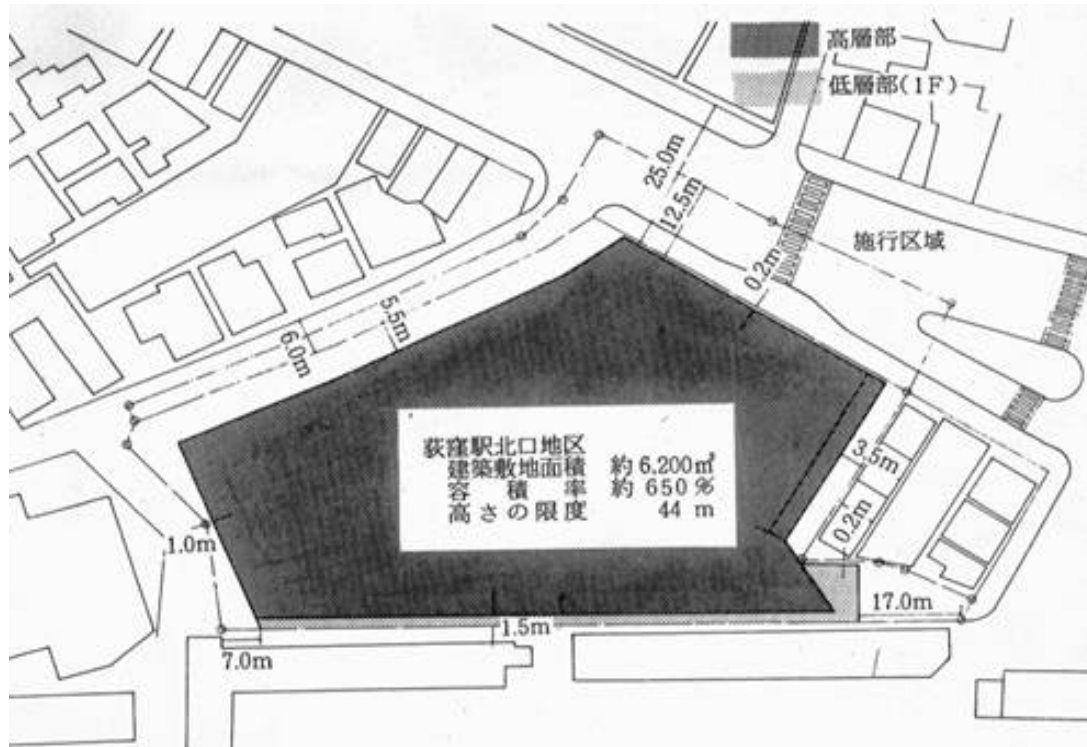 高層部
低層部(1F)
25.0m
12.5m
施行区域
0.2m
5.5m
6.0m
荻窪駅北口地区
建築敷地面積 約6,200㎡
容積率 約650%
高さの限度 44m
3.5m
0.2m
1.0m
17.0m
1.5m
7.0m